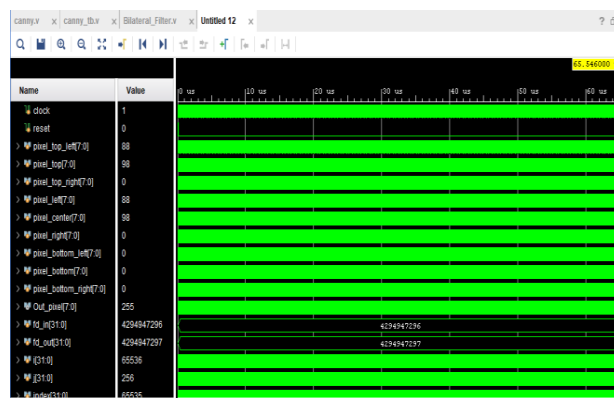 canny.v x canny_tb.v x Bilateral_Filter.v x Untitled 12 x ?
65.546000
Name Value 0 us 10 us 20 us 30 us 40 us 50 us 60 us
clock 1
reset 0
pixel_top_left[7:0] 88
pixel_top[7:0] 98
pixel_top_right[7:0] 0
pixel_left[7:0] 88
pixel_center[7:0] 98
pixel_right[7:0] 0
pixel_bottom_left[7:0] 0
pixel_bottom[7:0] 0
pixel_bottom_right[7:0] 0
Out_pixel[7:0] 255
fd_in[31:0] 4294947296 4294947296
fd_out[31:0] 4294947297 4294947297
i[31:0] 65536
j[31:0] 256
index[31:0] 65535